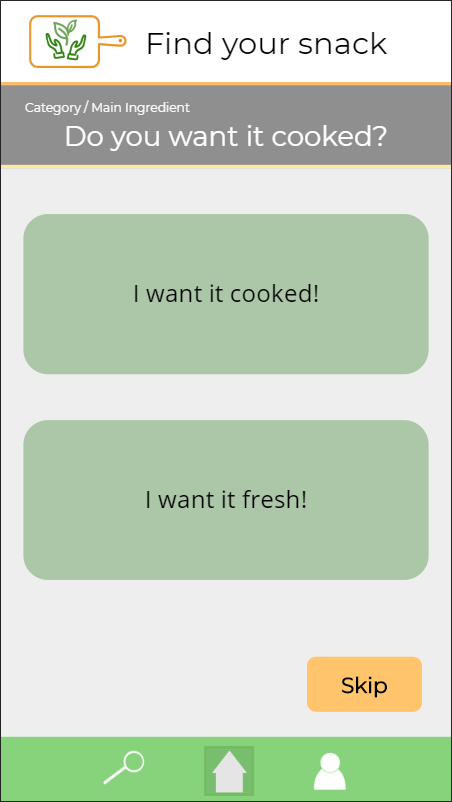 Find your snack
Category / Main Ingredient
Do you want it cooked?
I want it cooked!
I want it fresh!
Skip